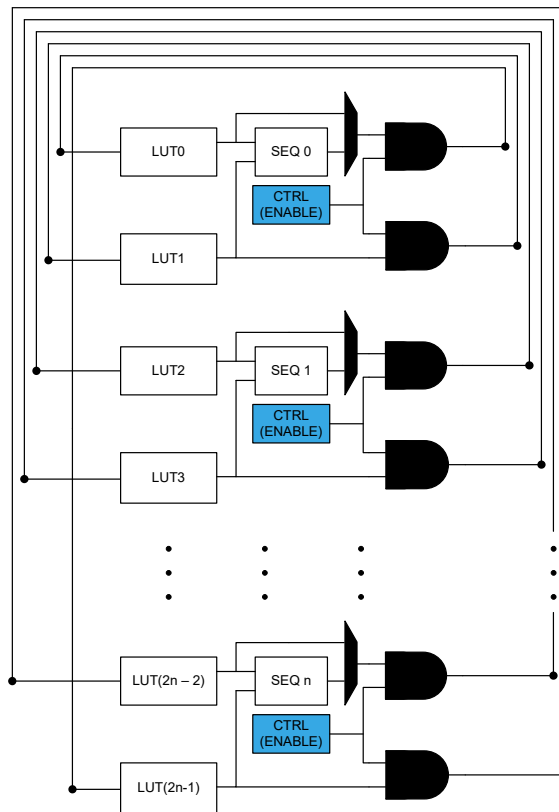 LUT0
SEQ 0
CTRL
(ENABLE)
LUT1
LUT2
SEQ 1
CTRL
(ENABLE)
LUT3
LUT(2n – 2)
SEQ n
CTRL
(ENABLE)
LUT(2n-1)